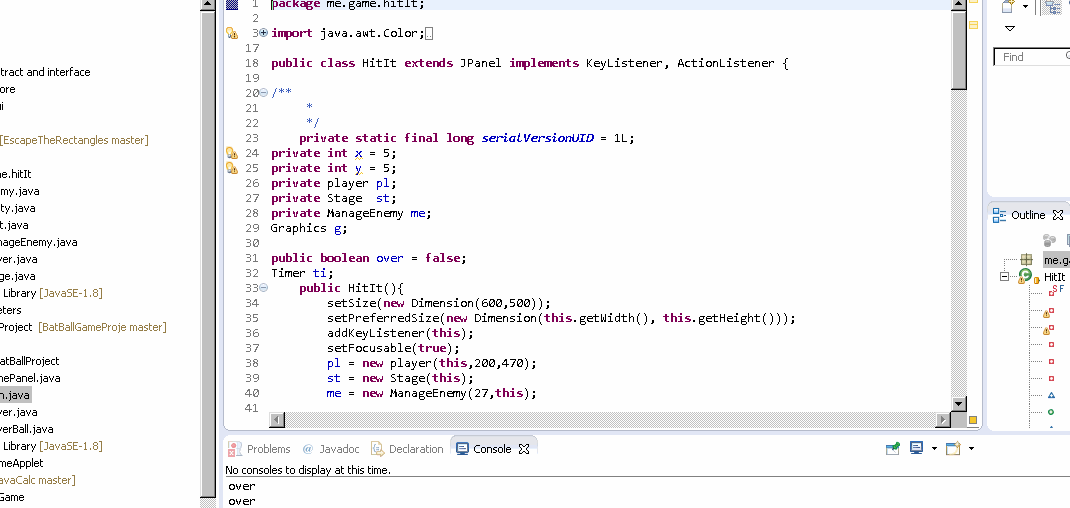 tract and interface
ore
ui
[EscapeTheRectangles master]
ne.hitIt
my.java
ity.java
t.java
nageEnemy.java
yer.java
ge.java
Library [JavaSE-1.8]
eters
Project [BatBallGameProje master]
atBallProject
nePanel.java
n.java
yer.java
yerBall.java
Library [JavaSE-1.8]
meApplet
avaCalc master]
Game
1 package me.game.hitIt;
2
3 import java.awt.Color;
17
18 public class HitIt extends JPanel implements KeyListener, ActionListener {
19
20 /**
21 *
22 */
23 private static final long serialVersionUID = 1L;
24 private int x = 5;
25 private int y = 5;
26 private player pl;
27 private Stage st;
28 private ManageEnemy me;
29 Graphics g;
30
31 public boolean over = false;
32 Timer ti;
33 public HitIt(){
34 setSize(new Dimension(600,500));
35 setPreferredSize(new Dimension(this.getWidth(), this.getHeight()));
36 addKeyListener(this);
37 setFocusable(true);
38 pl = new player(this,200,470);
39 st = new Stage(this);
40 me = new ManageEnemy(27,this);
41
Problems @ Javadoc Declaration Console
No consoles to display at this time.
over
over
Find
Outline
me.ga
HitIt
S F